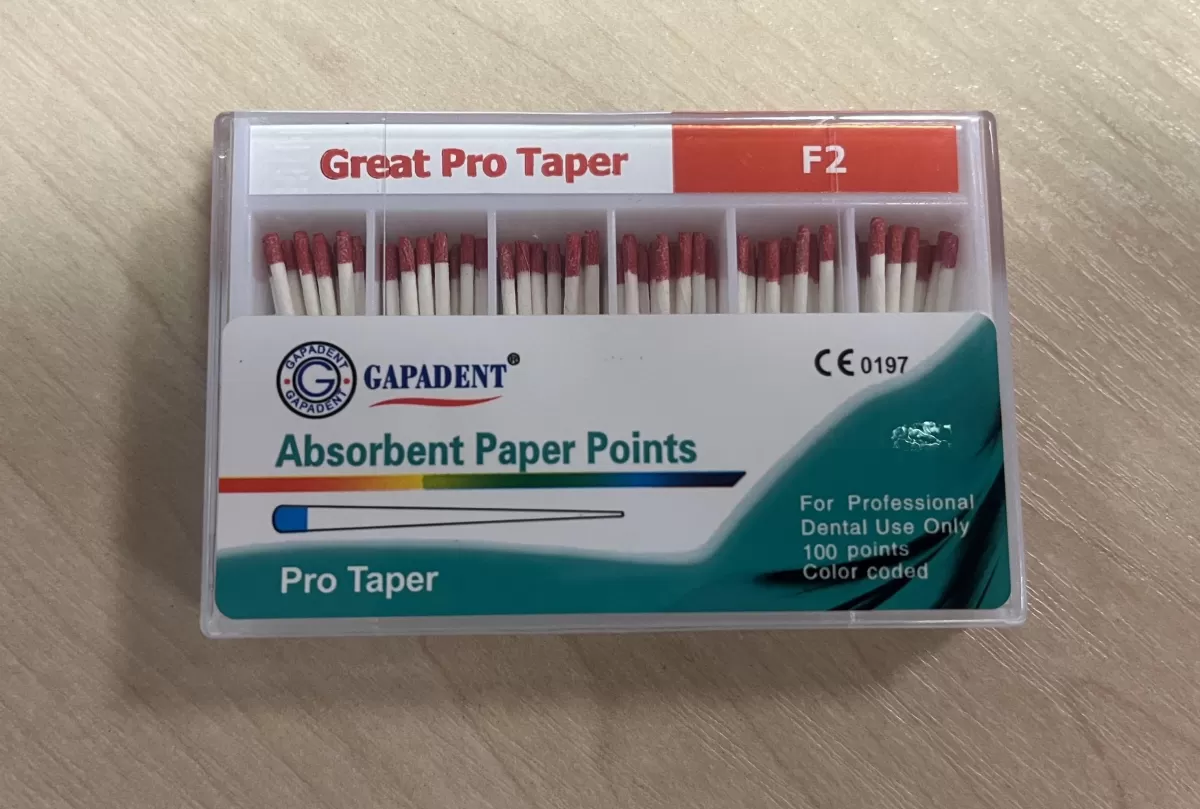 Great Pro Taper F2
GAPADENT
G
GAPADENT
GAPADENT®
CE 0197
Absorbent Paper Points
For Professional
Dental Use Only
100 points
Color coded
Pro Taper